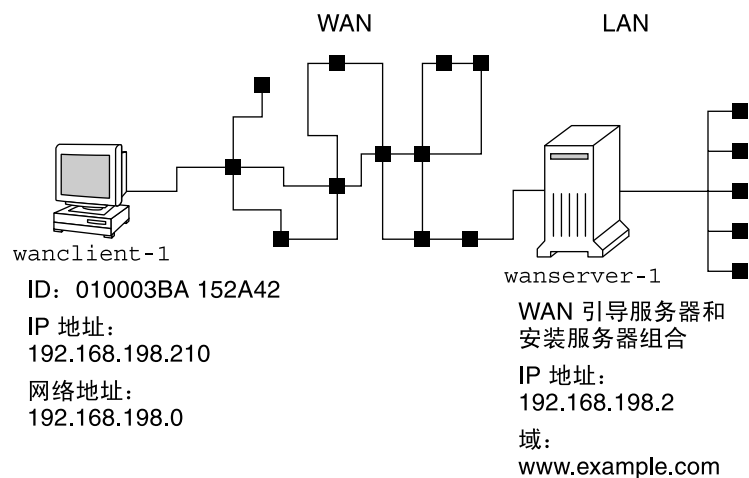 WAN
LAN
wanclient-1
ID：010003BA 152A42
IP 地址：
192.168.198.210
网络地址：
192.168.198.0
wanserver-1
WAN 引导服务器和
安装服务器组合
IP 地址：
192.168.198.2
域：
www.example.com